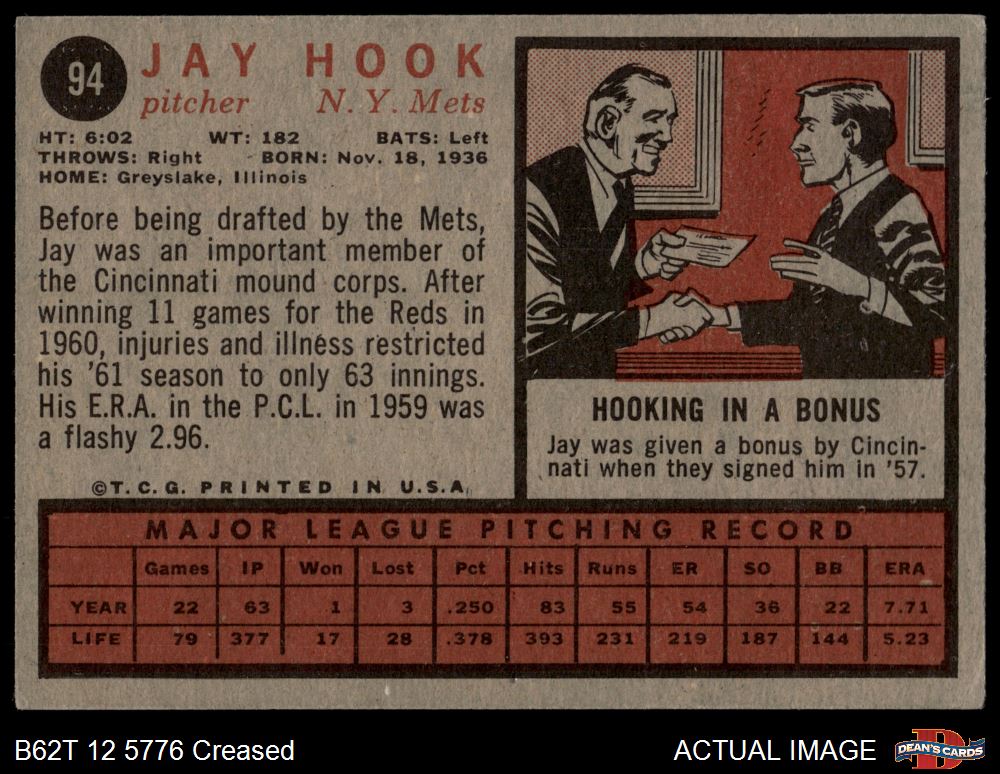 94
JAY HOOK
pitcher N. Y. Mets
HT: 6:02 WT: 182 BATS: Left
THROWS: Right BORN: Nov. 18, 1936
HOME: Greyslake, Illinois
Before being drafted by the Mets,
Jay was an important member of
the Cincinnati mound corps. After
winning 11 games for the Reds in
1960, injuries and illness restricted
his '61 season to only 63 innings.
His E.R.A. in the P.C.L. in 1959 was
a flashy 2.96.
©T.C.G. PRINTED IN U.S.A.
HOOKING IN A BONUS
Jay was given a bonus by Cincin-
nati when they signed him in '57.
MAJOR LEAGUE PITCHING RECORD
Games IP Won Lost Pct Hits Runs ER SO BB ERA
YEAR 22 63 1 3 .250 83 55 54 36 22 7.71
LIFE 79 377 17 28 .378 393 231 219 187 144 5.23
B62T 12 5776 Creased
ACTUAL IMAGE
DEAN'S CARDS